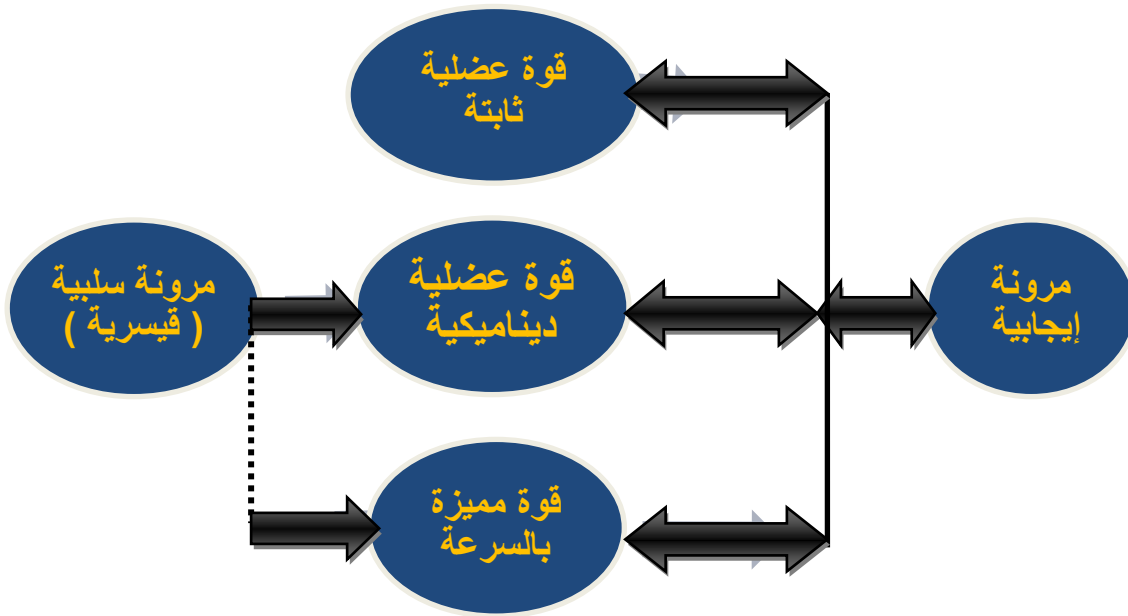 قوة عضلية
ثابتة
مرونة
إيجابية
قوة عضلية
ديناميكية
مرونة سلبية
( قيسرية )
قوة مميزة
بالسرعة